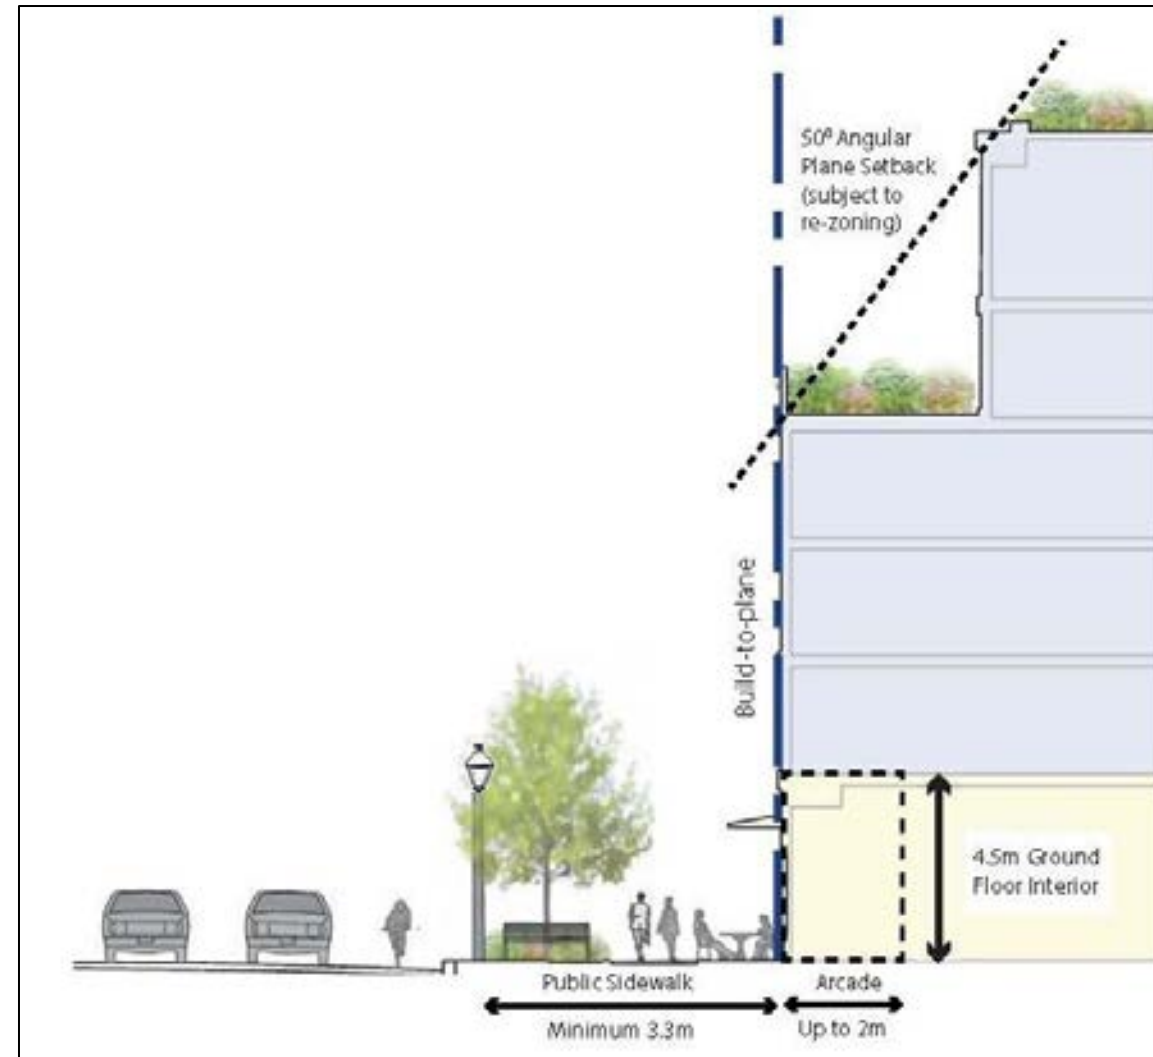 50º Angular
Plane Setback
(subject to
re-zoning)
Build-to-plane
4.5m Ground
Floor Interior
Public Sidewalk
Minimum 3.3m
Arcade
Up to 2m